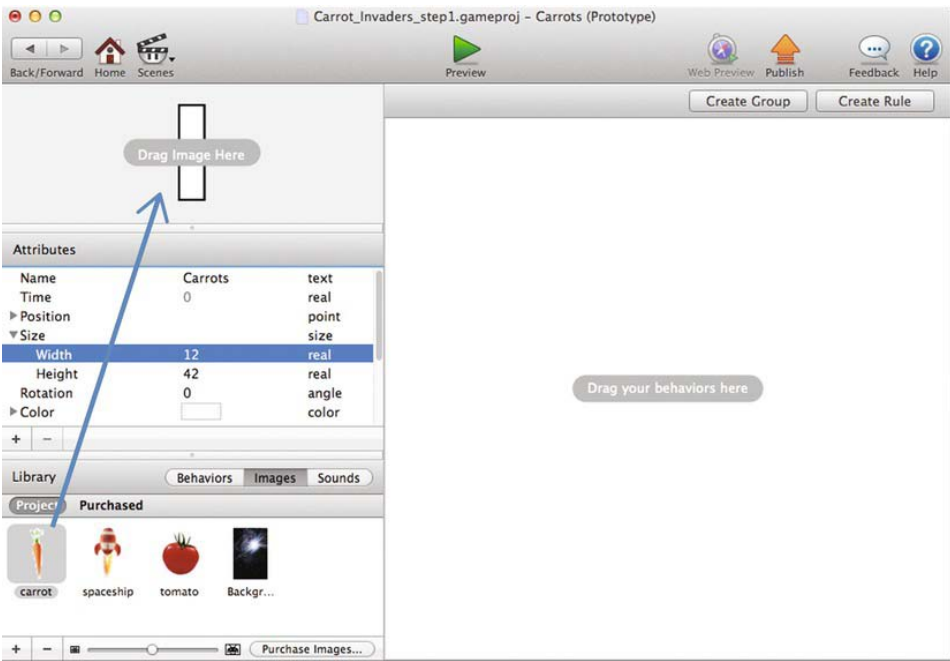 Carrot_Invaders_step1.gameproj – Carrots (Prototype)
Back/Forward Home Scenes Preview Web Preview Publish Feedback Help
Create Group Create Rule
Drag Image Here
Attributes
Name Carrots text
Time 0 real
Position point
Size size
Width 12 real
Height 42 real
Rotation 0 angle
Color color
Drag your behaviors here
+ −
Library Behaviors Images Sounds
Project Purchased
carrot spaceship tomato Backgr...
+ − Purchase Images...